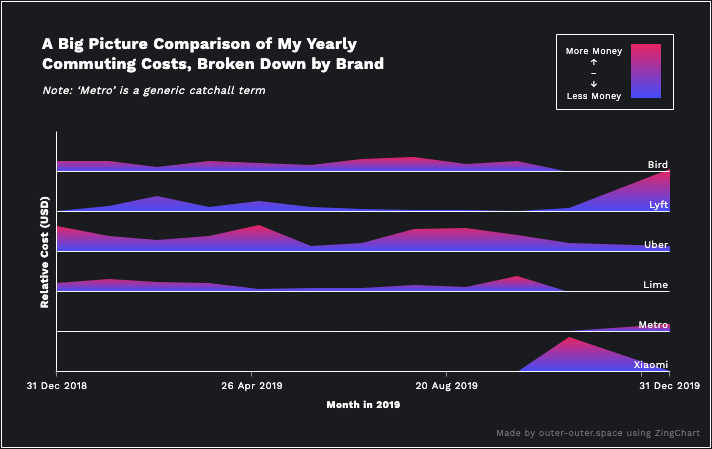 A Big Picture Comparison of My Yearly
Commuting Costs, Broken Down by Brand
Note: ‘Metro’ is a generic catchall term
More Money
↑
–
↓
Less Money
Relative Cost (USD)
Bird
Lyft
Uber
Lime
Metro
Xiaomi
31 Dec 2018
26 Apr 2019
20 Aug 2019
31 Dec 2019
Month in 2019
Made by outer-outer.space using ZingChart